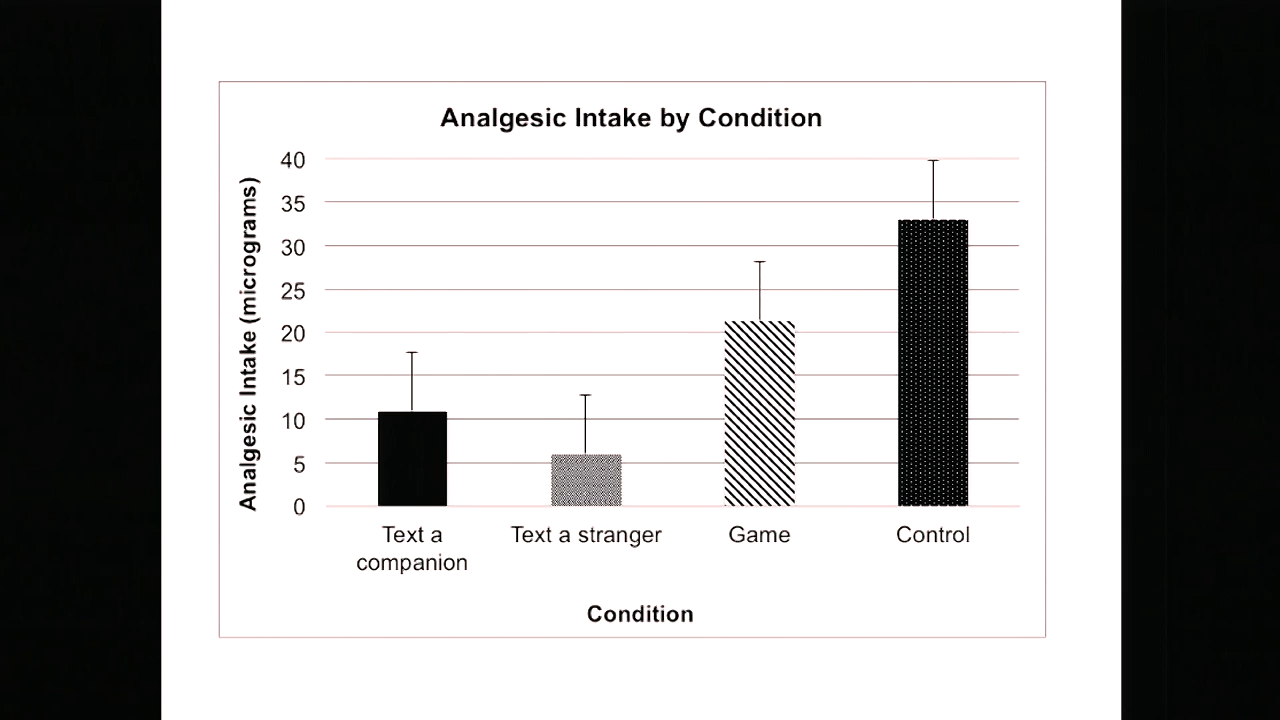 Analgesic Intake by Condition
Analgesic Intake (micrograms)
40
35
30
25
20
15
10
5
0
Text a
companion
Text a stranger
Game
Control
Condition